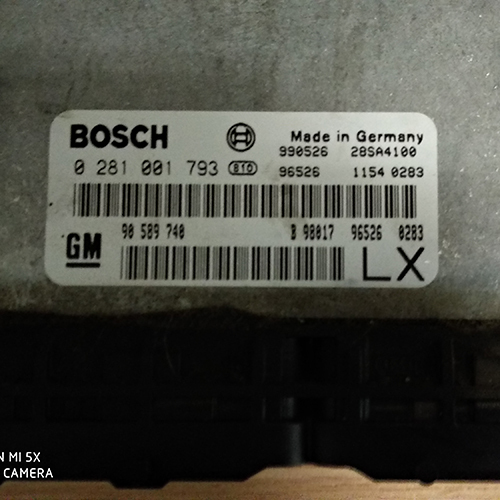 BOSCH
Made in Germany
990526 28SA4100
0 281 001 793 96526 1154 0283
90 589 740 B 98017 96526 0283
GM
LX
MI 5X
CAMERA